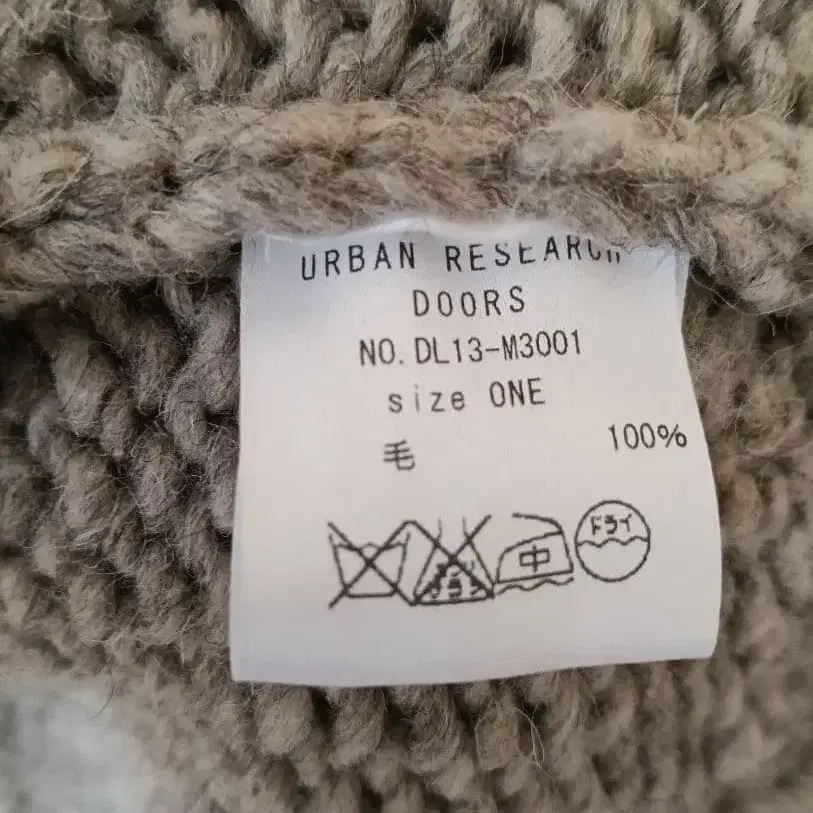 URBAN RESEARCH
DOORS
NO. DL13-M3001
size ONE
毛 100%
中 ドライ